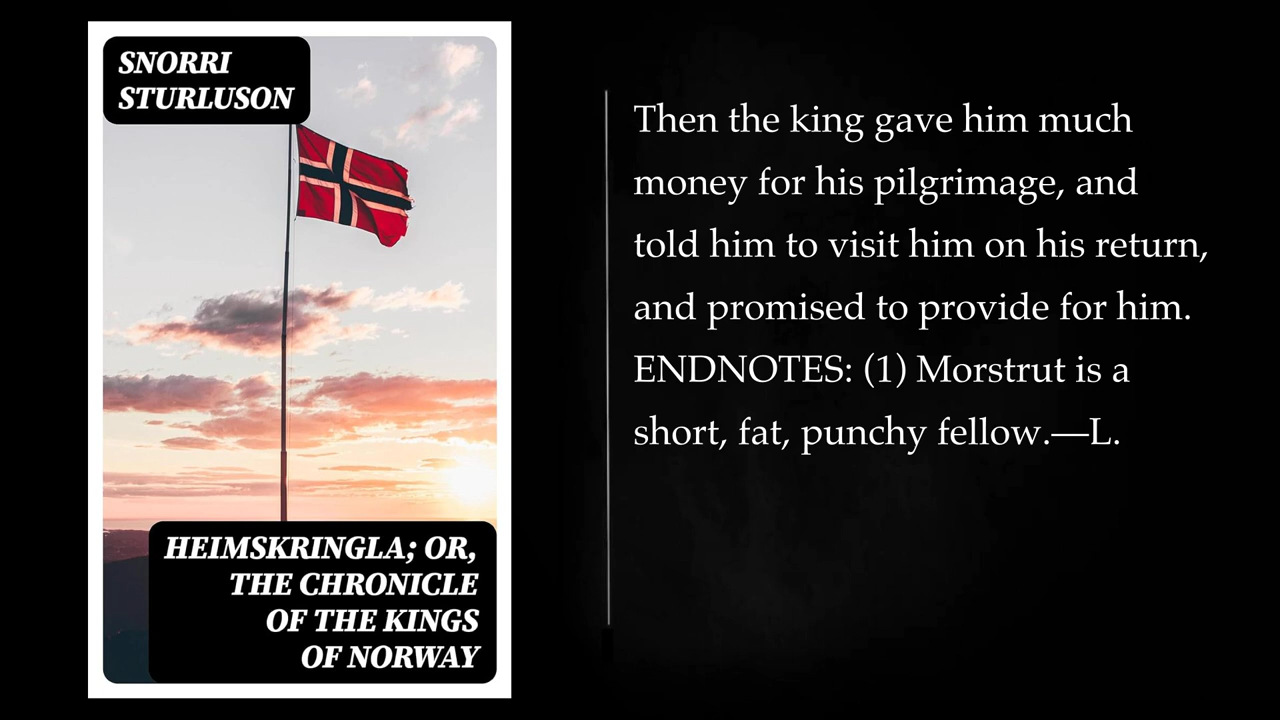 SNORRI
STURLUSON
HEIMSKRINGLA; OR,
THE CHRONICLE
OF THE KINGS
OF NORWAY
Then the king gave him much
money for his pilgrimage, and
told him to visit him on his return,
and promised to provide for him.
ENDNOTES: (1) Morstrut is a
short, fat, punchy fellow.—L.